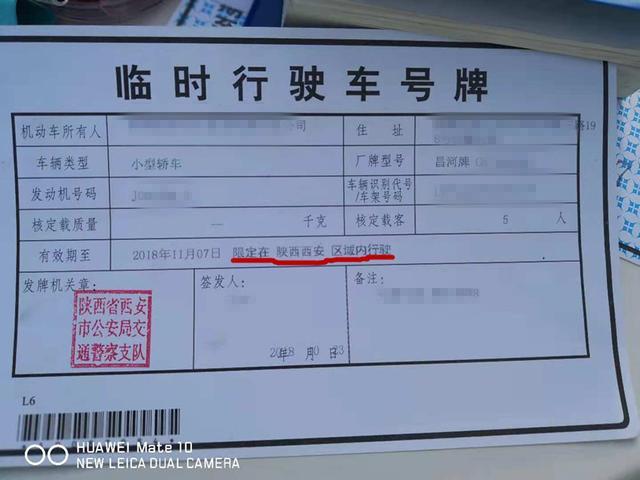 临时行驶车号牌
机动车所有人 公司 住 址 路198
车辆类型 小型轿车 厂牌型号 昌河牌
发动机号码 车辆识别代号/车架号码
核定载质量 — 千克 核定载客 5 人
有效期至 2018年11月07日 限定在 陕西西安 区域内行驶
发牌机关章: 签发人: 备注:
陕西省西安
市公安局交
通警察支队
L6
HUAWEI Mate 10
NEW LEICA DUAL CAMERA